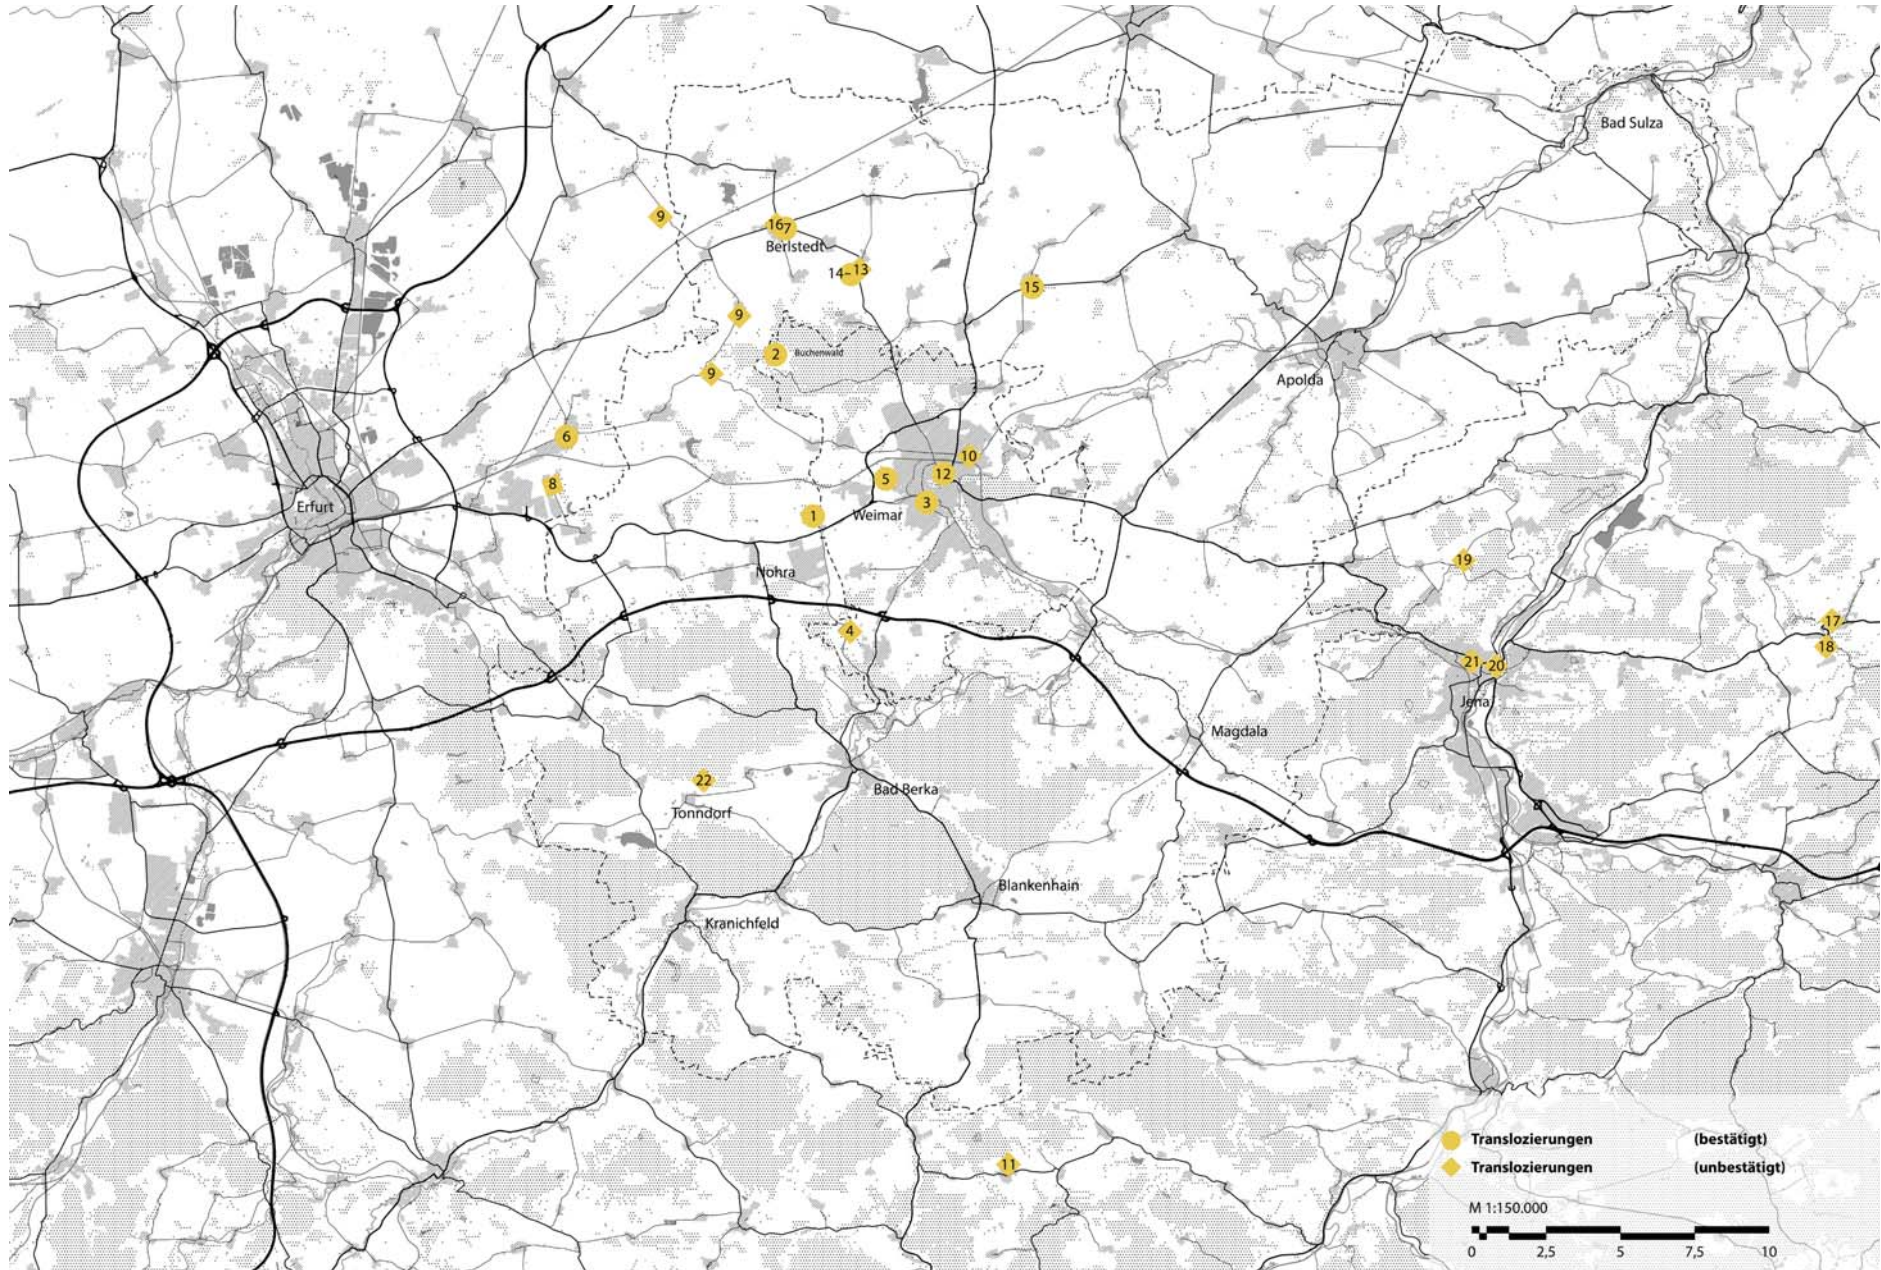 Bad Sulza
9
16
7
Berlstedt
14-
13
15
9
2
Buchenwald
9
Apolda
6
10
12
5
8
3
Erfurt
1
Weimar
19
Nohra
4
17
18
21-
20
Jena
Magdala
22
Bad Berka
Tonndorf
Blankenhain
Kranichfeld
11
Translozierungen (bestätigt)
Translozierungen (unbestätigt)
M 1:150.000
0 2,5 5 7,5 10